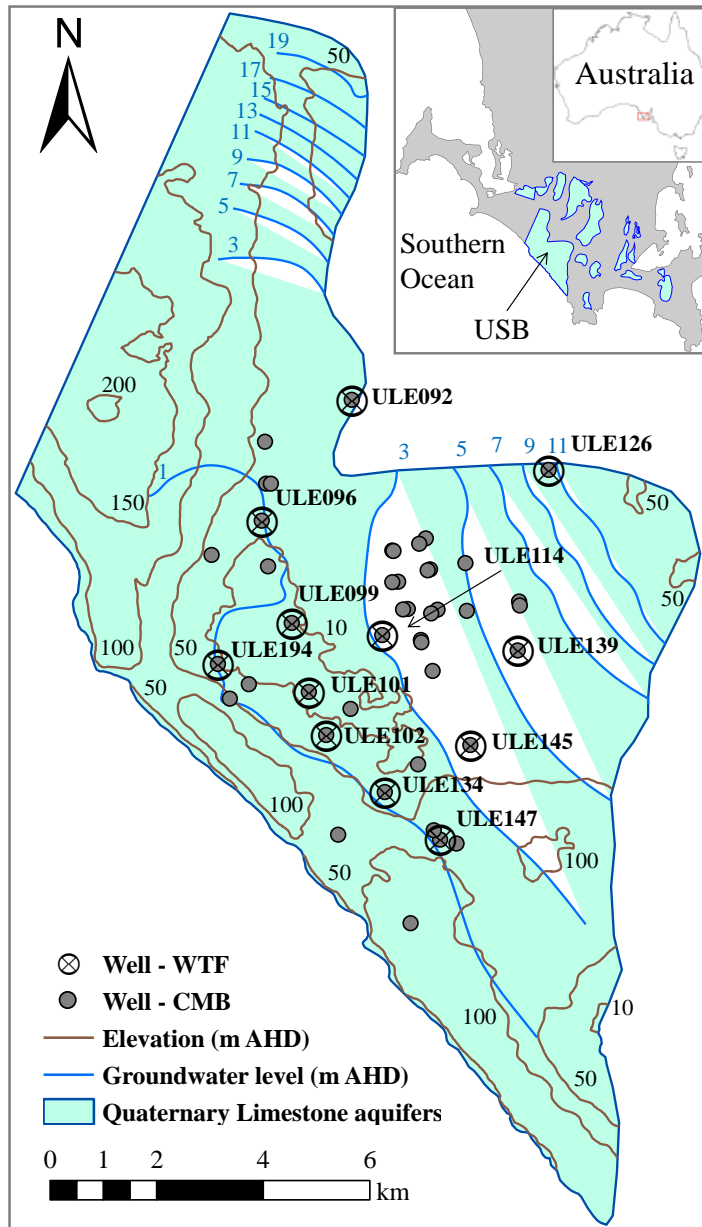 N
19
50
17
15
13
11
9
7
5
3
Australia
Southern
Ocean
USB
200
ULE092
150
1
3
5
7
9
11
ULE126
50
ULE096
ULE114
ULE099
10
50
100
50
ULE194
50
ULE139
ULE101
ULE102
ULE145
100
ULE134
ULE147
50
100
Well - WTF
Well - CMB
10
100
Elevation (m AHD)
Groundwater level (m AHD)
50
Quaternary Limestone aquifers
0 1 2 4 6
km